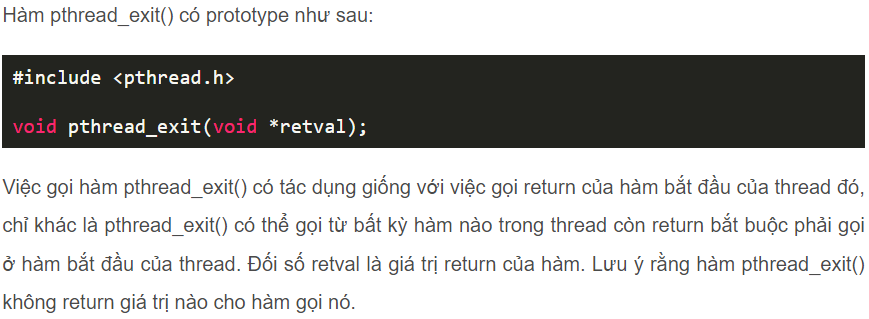 Hàm pthread_exit() có prototype như sau:
#include <pthread.h>
void pthread_exit(void *retval);
Việc gọi hàm pthread_exit() có tác dụng giống với việc gọi return của hàm bắt đầu của thread đó,
chỉ khác là pthread_exit() có thể gọi từ bất kỳ hàm nào trong thread còn return bắt buộc phải gọi
ở hàm bắt đầu của thread. Đối số retval là giá trị return của hàm. Lưu ý rằng hàm pthread_exit()
không return giá trị nào cho hàm gọi nó.